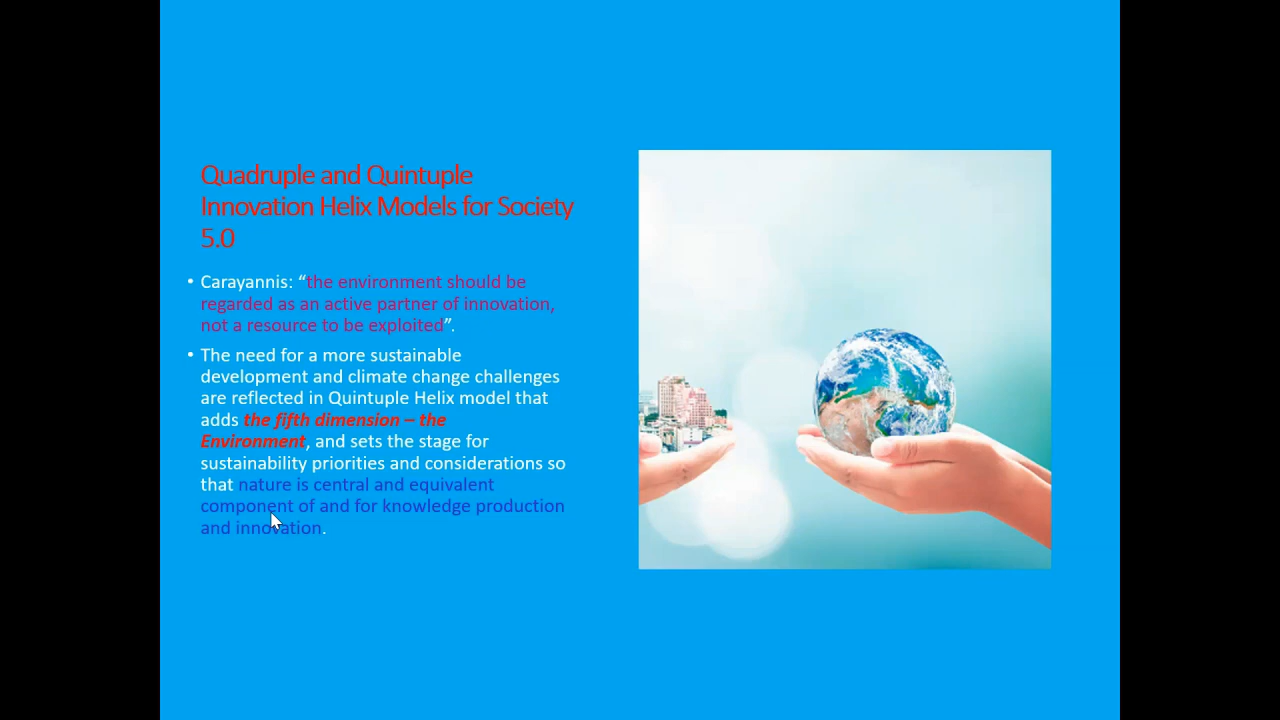 Quadruple and Quintuple
Innovation Helix Models for Society
5.0
• Carayannis: “the environment should be
regarded as an active partner of innovation,
not a resource to be exploited”.
• The need for a more sustainable
development and climate change challenges
are reflected in Quintuple Helix model that
adds the fifth dimension – the
Environment, and sets the stage for
sustainability priorities and considerations so
that nature is central and equivalent
component of and for knowledge production
and innovation.